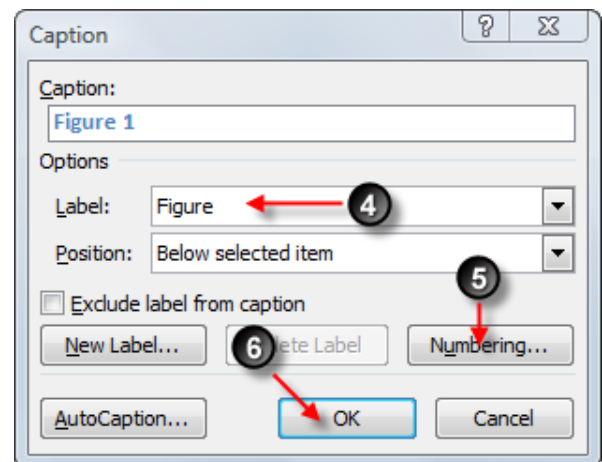 Caption
Caption:
Figure 1
Options
Label: Figure 4
Position: Below selected item
5
Exclude label from caption
New Label... 6 Label Numbering...
AutoCaption... OK Cancel